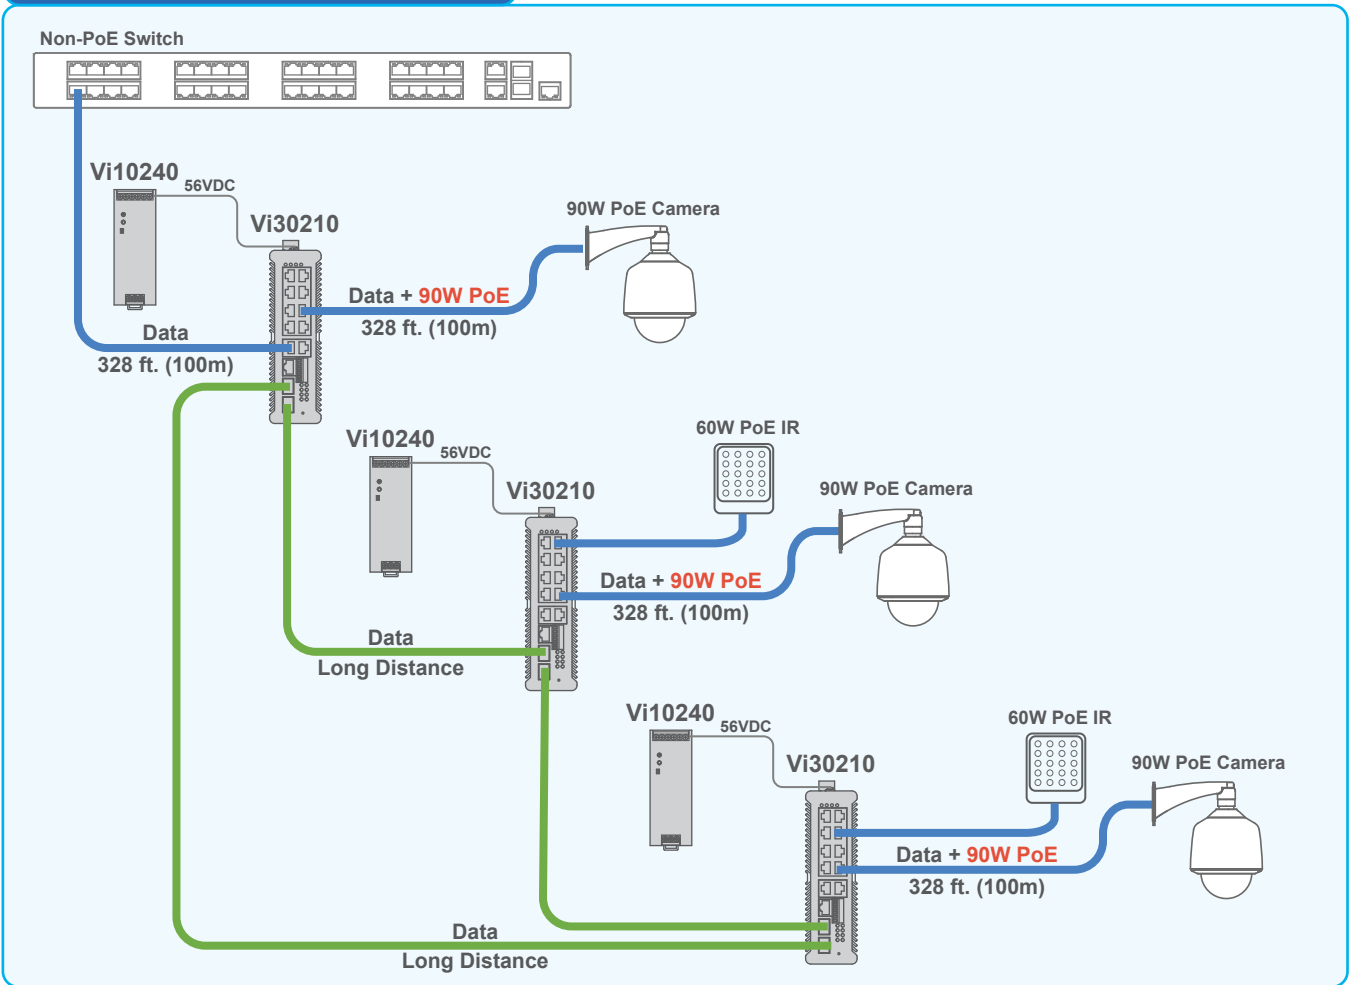 Non-PoE Switch
Vi10240
56VDC
Vi30210
90W PoE Camera
Data + 90W PoE
328 ft. (100m)
Data
328 ft. (100m)
Vi10240
56VDC
Vi30210
60W PoE IR
90W PoE Camera
Data + 90W PoE
328 ft. (100m)
Data
Long Distance
Vi10240
56VDC
Vi30210
60W PoE IR
90W PoE Camera
Data + 90W PoE
328 ft. (100m)
Data
Long Distance